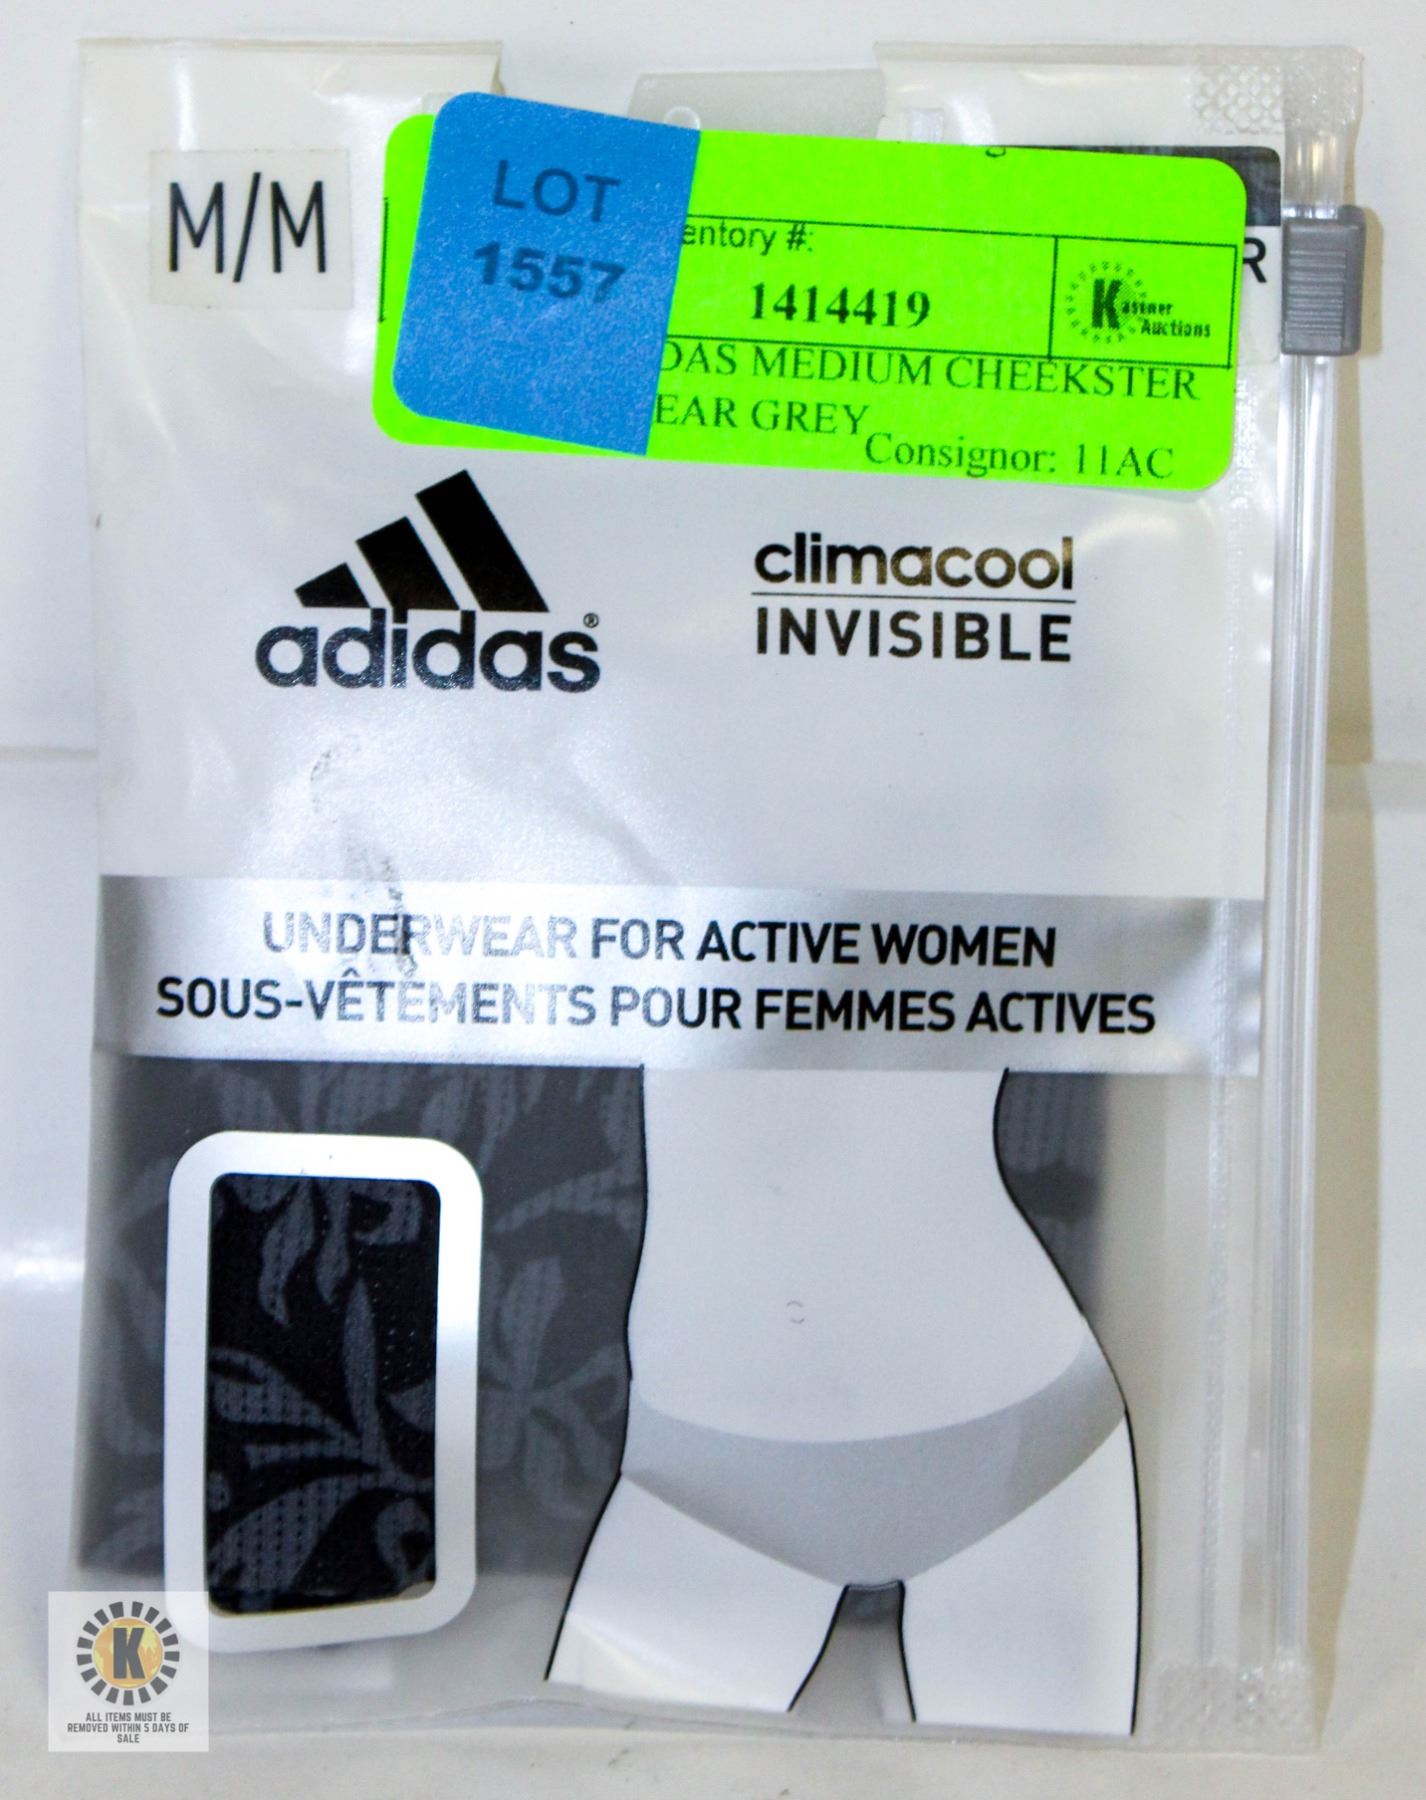 M/M
LOT
1557
entory #:
1414419
Kastner
Auctions
DAS MEDIUM CHEEKSTER
EAR GREY
Consignor: 11AC
R
adidas®
climacool
INVISIBLE
UNDERWEAR FOR ACTIVE WOMEN
SOUS-VÊTEMENTS POUR FEMMES ACTIVES
K
ALL ITEMS MUST BE
REMOVED WITHIN 5 DAYS OF
SALE